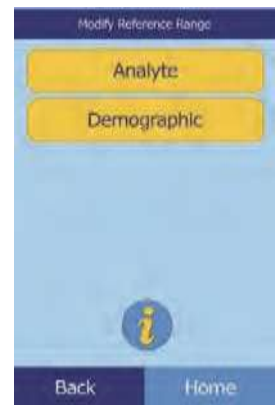 Modify Reference Range
Analyte
Demographic
i
Back Home